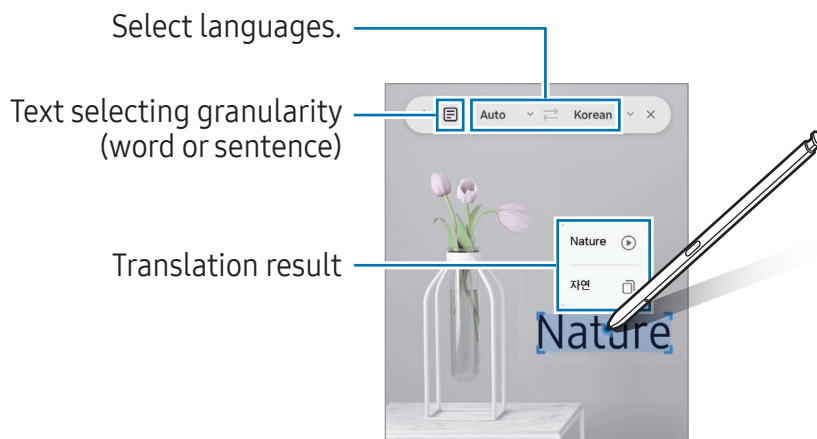 Select languages.
Auto Korean
Text selecting granularity
(word or sentence)
Nature
Translation result
자연
Nature